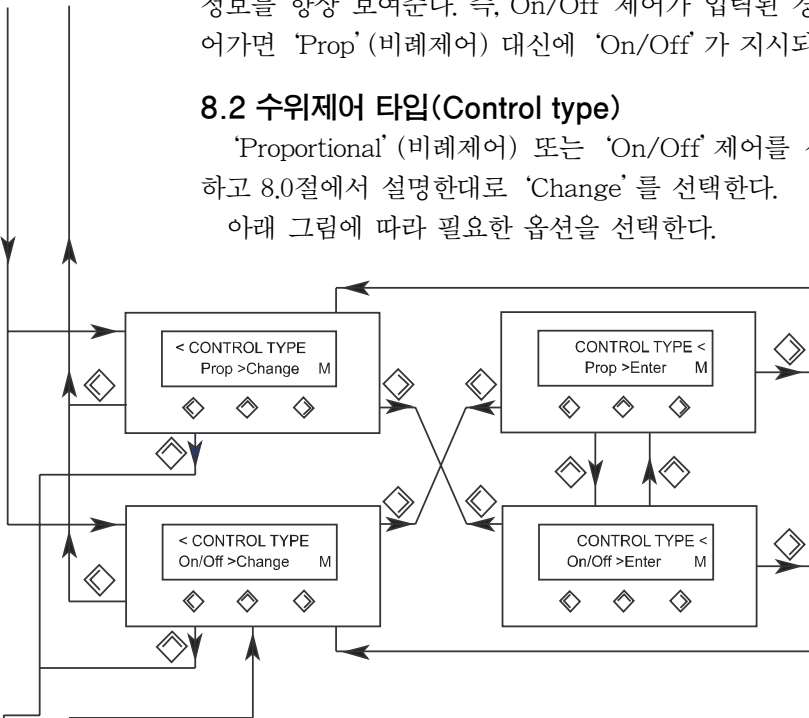 정보를 항상 보여준다. 즉, On/Off 제어가 입력된
어가면 ‘Prop’(비례제어) 대신에 ‘On/Off’가
8.2 수위제어 타입(Control type)
‘Proportional’(비례제어) 또는 ‘On/Off’제어를
하고 8.0절에서 설명한대로 ‘Change’를 선택한다.
아래 그림에 따라 필요한 옵션을 선택한다.
< CONTROL TYPE
Prop >Change M
CONTROL TYPE <
Prop >Enter M
< CONTROL TYPE
On/Off >Change M
CONTROL TYPE <
On/Off >Enter M